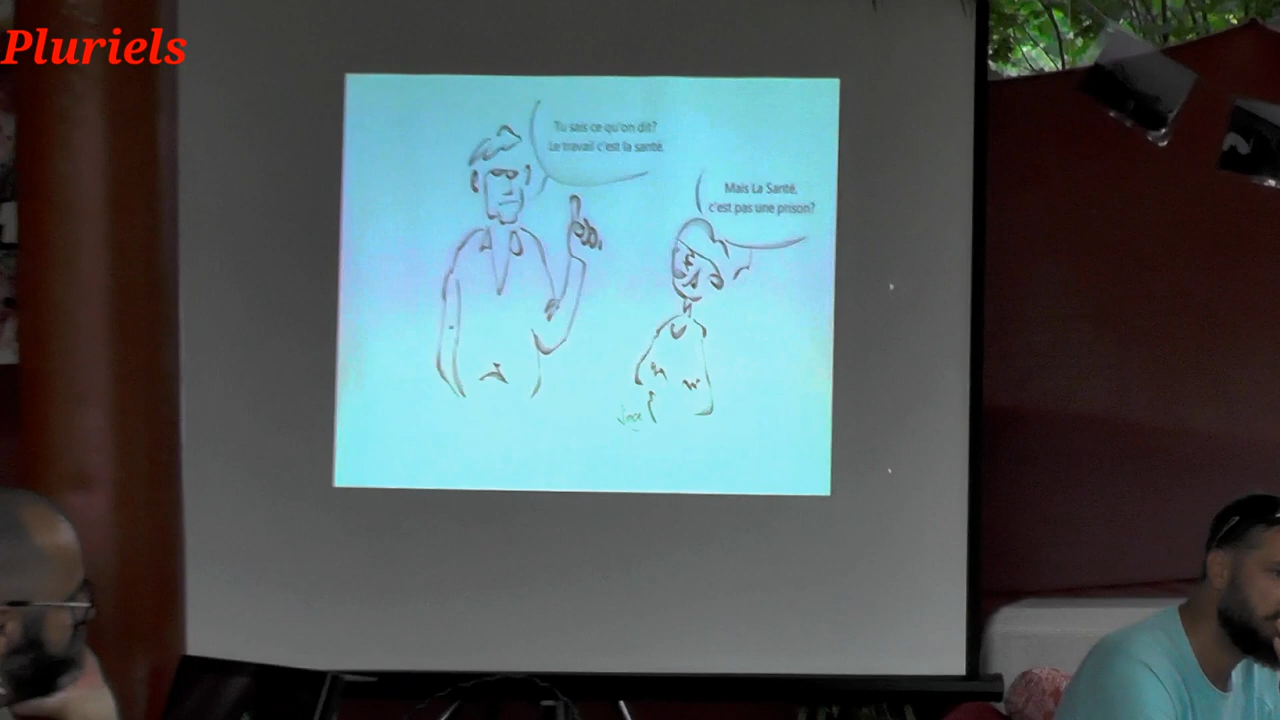 Pluriels
Tu sais ce qu'on dit?
Le travail c'est la santé.
Mais La Santé,
c'est pas une prison?